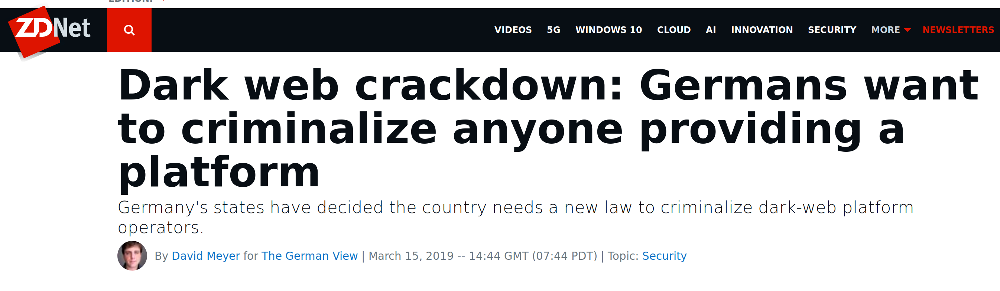 EDITION:
ZDNet
VIDEOS 5G WINDOWS 10 CLOUD AI INNOVATION SECURITY MORE NEWSLETTERS
Dark web crackdown: Germans want
to criminalize anyone providing a
platform
Germany's states have decided the country needs a new law to criminalize dark-web platform
operators.
By David Meyer for The German View | March 15, 2019 -- 14:44 GMT (07:44 PDT) | Topic: Security